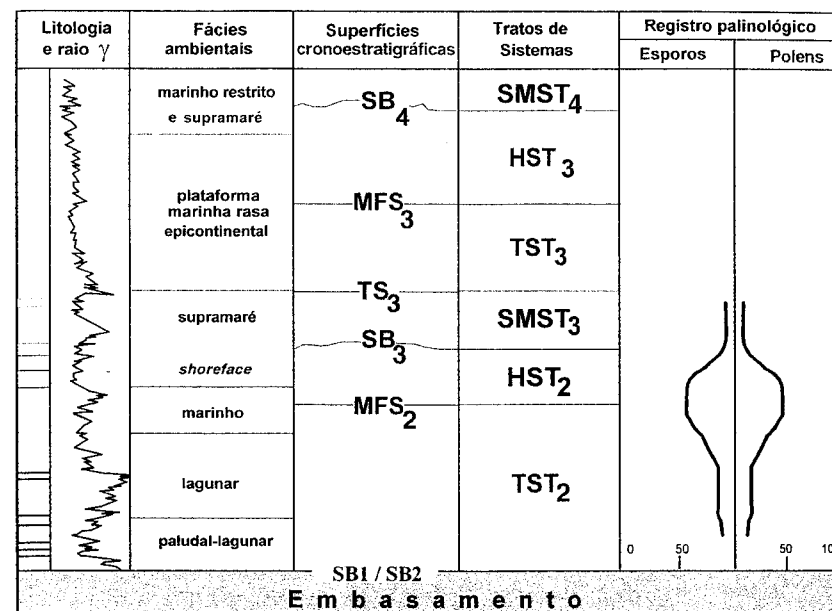 Litologia
e raio γ
Fácies
ambientais
Superfícies
cronoestratigráficas
Tratos de
Sistemas
Registro palinológico
Esporos
Polens
marinho restrito
e supramaré
SB4
SMST4
HST3
plataforma
marinha rasa
epicontinental
MFS3
TST3
TS3
supramaré
SMST3
SB3
shoreface
HST2
marinho
MFS2
lagunar
TST2
paludal-lagunar
0 50 0 50 10
SB1 / SB2
Embasamento